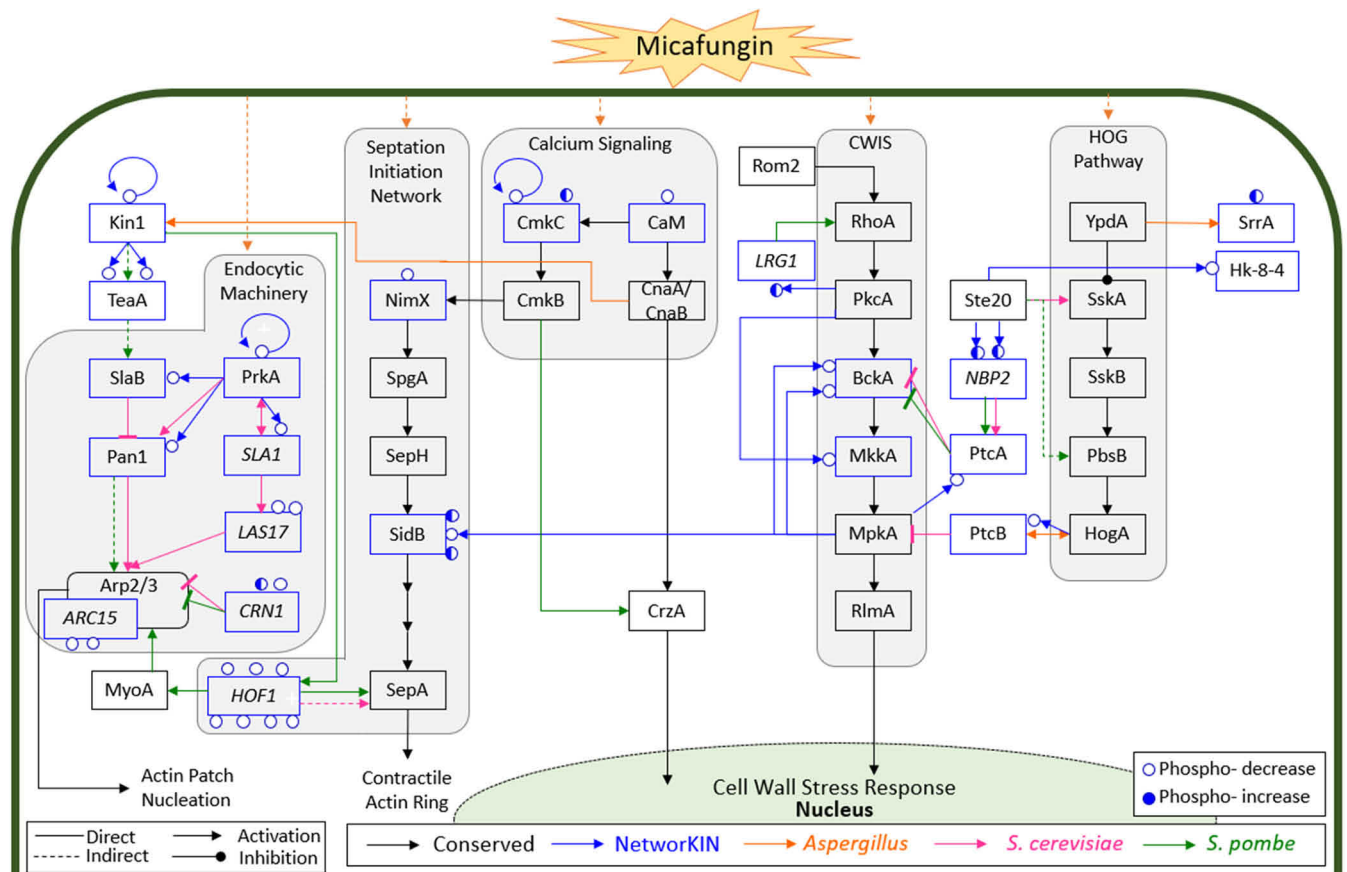 Micafungin
Septation
Initiation
Network
Calcium Signaling
CWIS
HOG
Pathway
Rom2
Kin1
CmkC
CaM
RhoA
YpdA
SrrA
LRG1
Hk-8-4
Endocytic
Machinery
TeaA
NimX
CmkB
CnaA/
CnaB
PkcA
Ste20
SskA
SlaB
PrkA
SpgA
BckA
NBP2
SskB
Pan1
SLA1
SepH
MkkA
PtcA
PbsB
LAS17
SidB
MpkA
PtcB
HogA
Arp2/3
ARC15
CRN1
CrzA
RlmA
MyoA
HOF1
SepA
Actin Patch
Nucleation
Contractile
Actin Ring
Cell Wall Stress Response
Nucleus
Phospho- decrease
Phospho- increase
Direct
Activation
Indirect
Inhibition
Conserved
NetworKIN
Aspergillus
S. cerevisiae
S. pombe